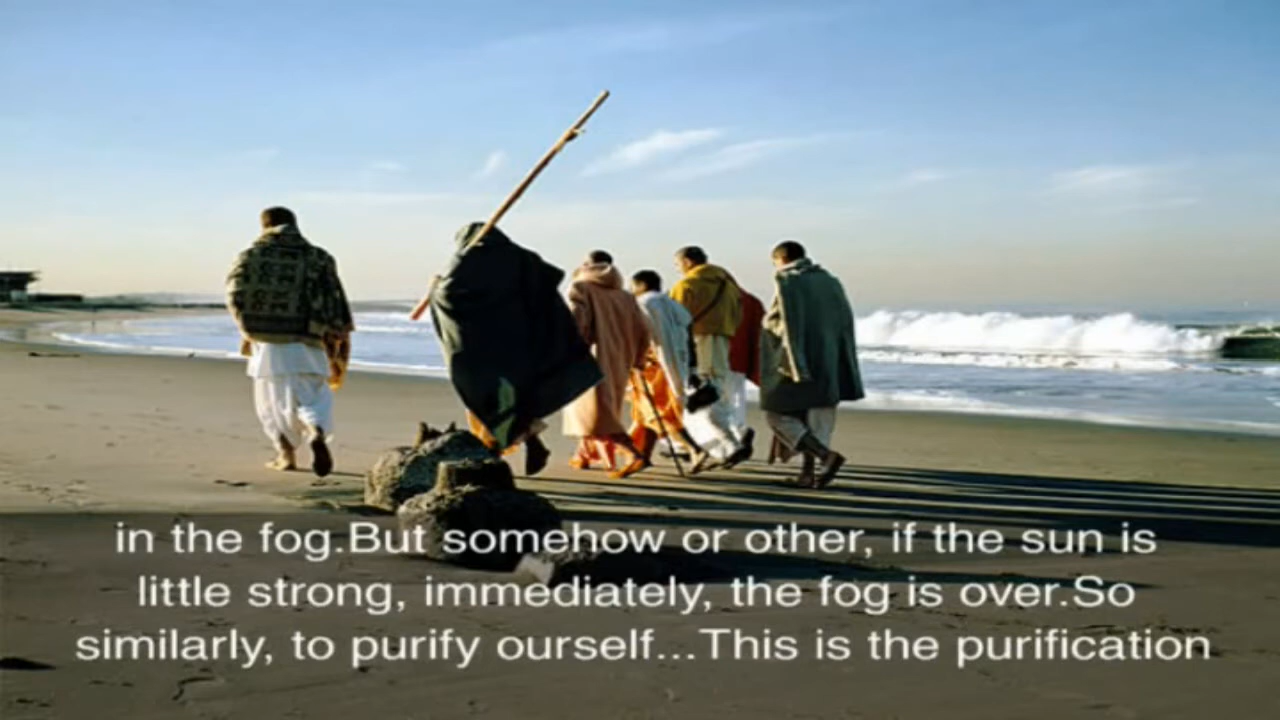 in the fog.But somehow or other, if the sun is
little strong, immediately, the fog is over.So
similarly, to purify ourself...This is the purification